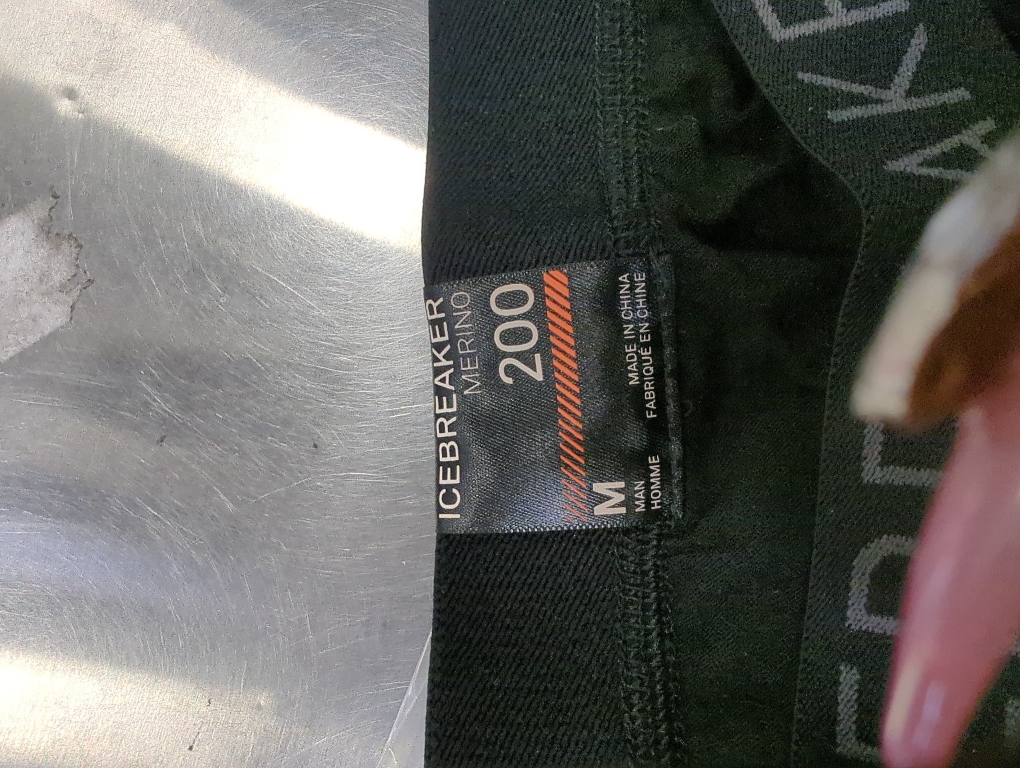 ICEBREAKER
MERINO
200
M
MAN
HOMME
MADE IN CHINA
FABRIQUÉ EN CHINE